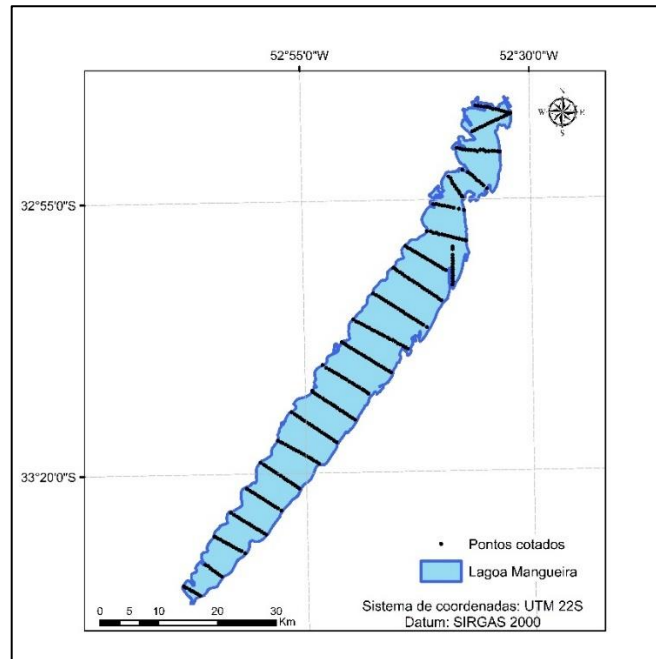 52°55'0"W
52°30'0"W
N
W
E
S
32°55'0"S
33°20'0"S
Pontos cotados
Lagoa Mangueira
0 5 10 20 30
Km
Sistema de coordenadas: UTM 22S
Datum: SIRGAS 2000